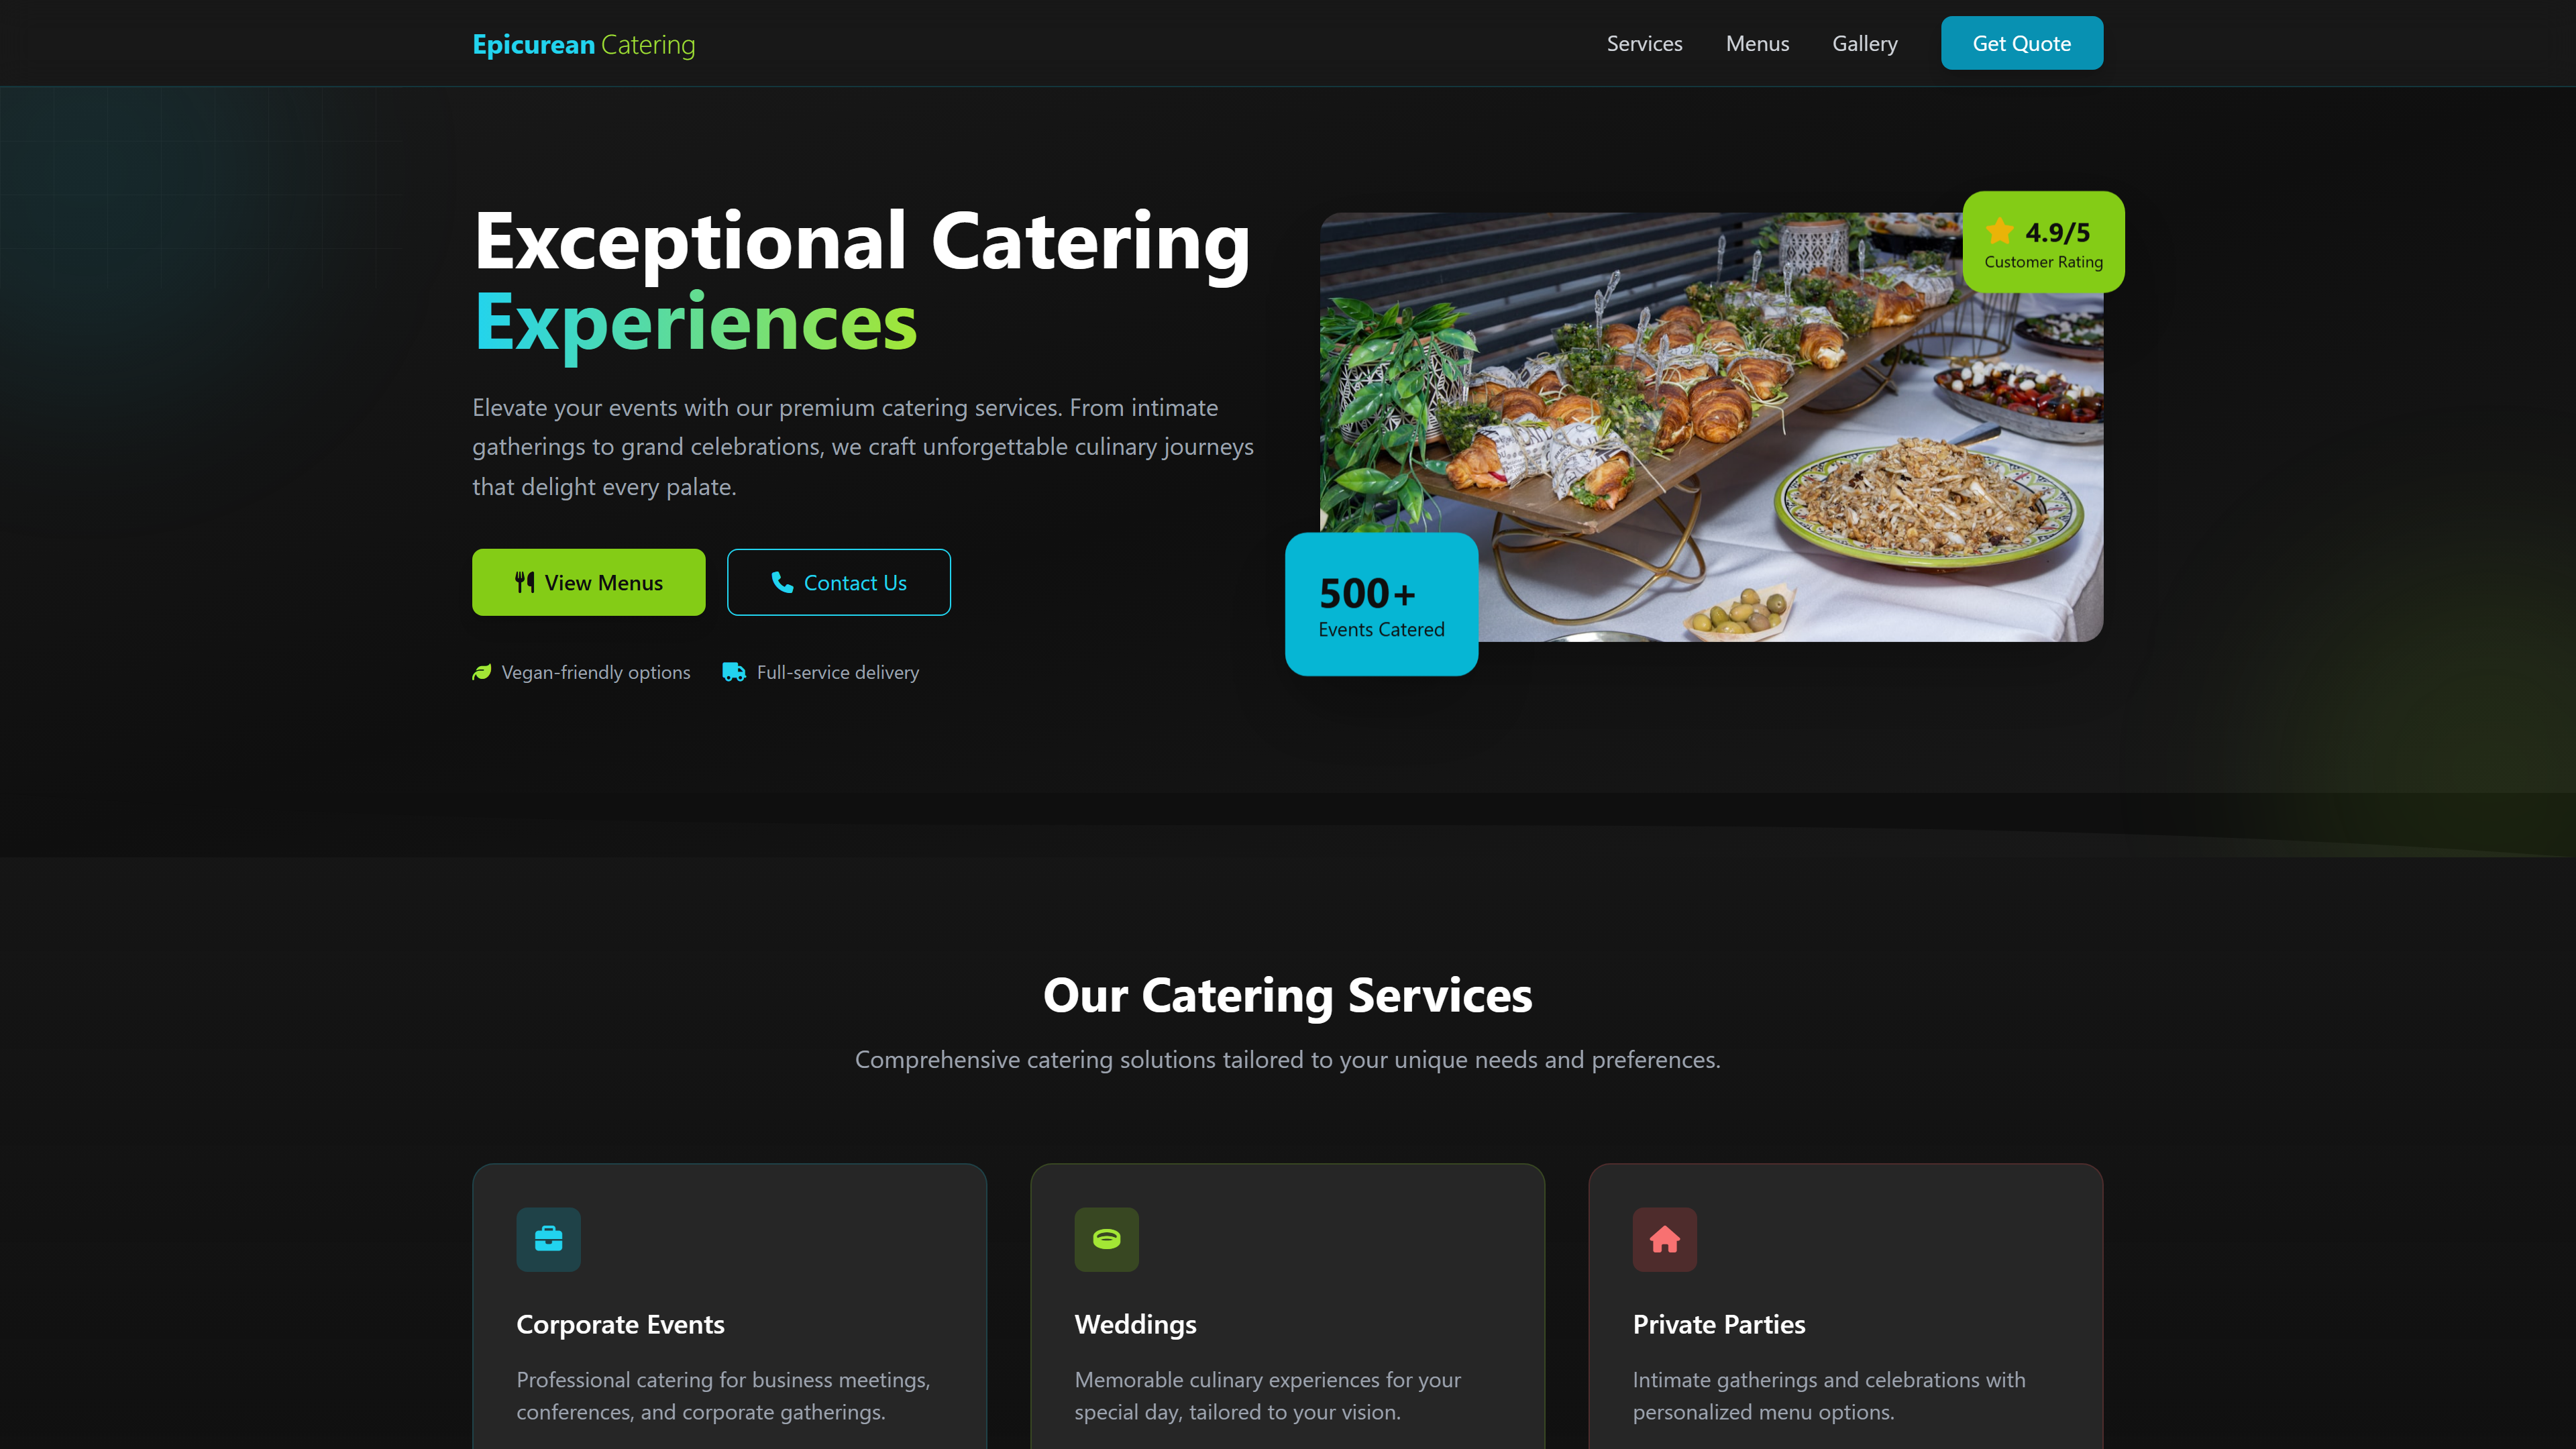 Epicurean Catering
Services
Menus
Gallery
Get Quote
Exceptional Catering
Experiences
4.9/5
Customer Rating
Elevate your events with our premium catering services. From intimate
gatherings to grand celebrations, we craft unforgettable culinary journeys
that delight every palate.
View Menus
Contact Us
500+
Events Catered
Vegan-friendly options
Full-service delivery
Our Catering Services
Comprehensive catering solutions tailored to your unique needs and preferences.
Corporate Events
Professional catering for business meetings,
conferences, and corporate gatherings.
Weddings
Memorable culinary experiences for your
special day, tailored to your vision.
Private Parties
Intimate gatherings and celebrations with
personalized menu options.